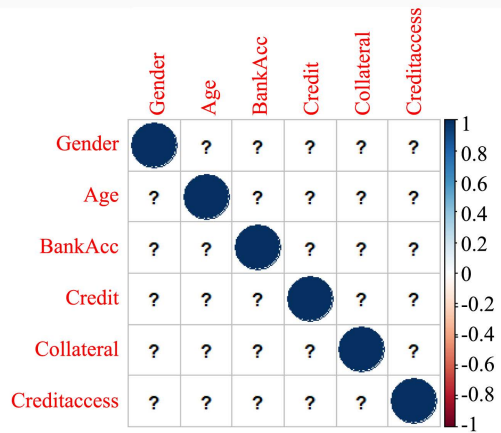 Gender Age BankAcc Credit Collateral Creditaccess
Gender ? ? ? ? ? 1
Age ? ? ? ? ? 0.8
BankAcc ? ? ? ? ? 0.6
Credit ? ? ? ? ? 0.4
Collateral ? ? ? ? ? 0.2
Creditaccess ? ? ? ? ? 0
-0.2
-0.4
-0.6
-0.8
-1